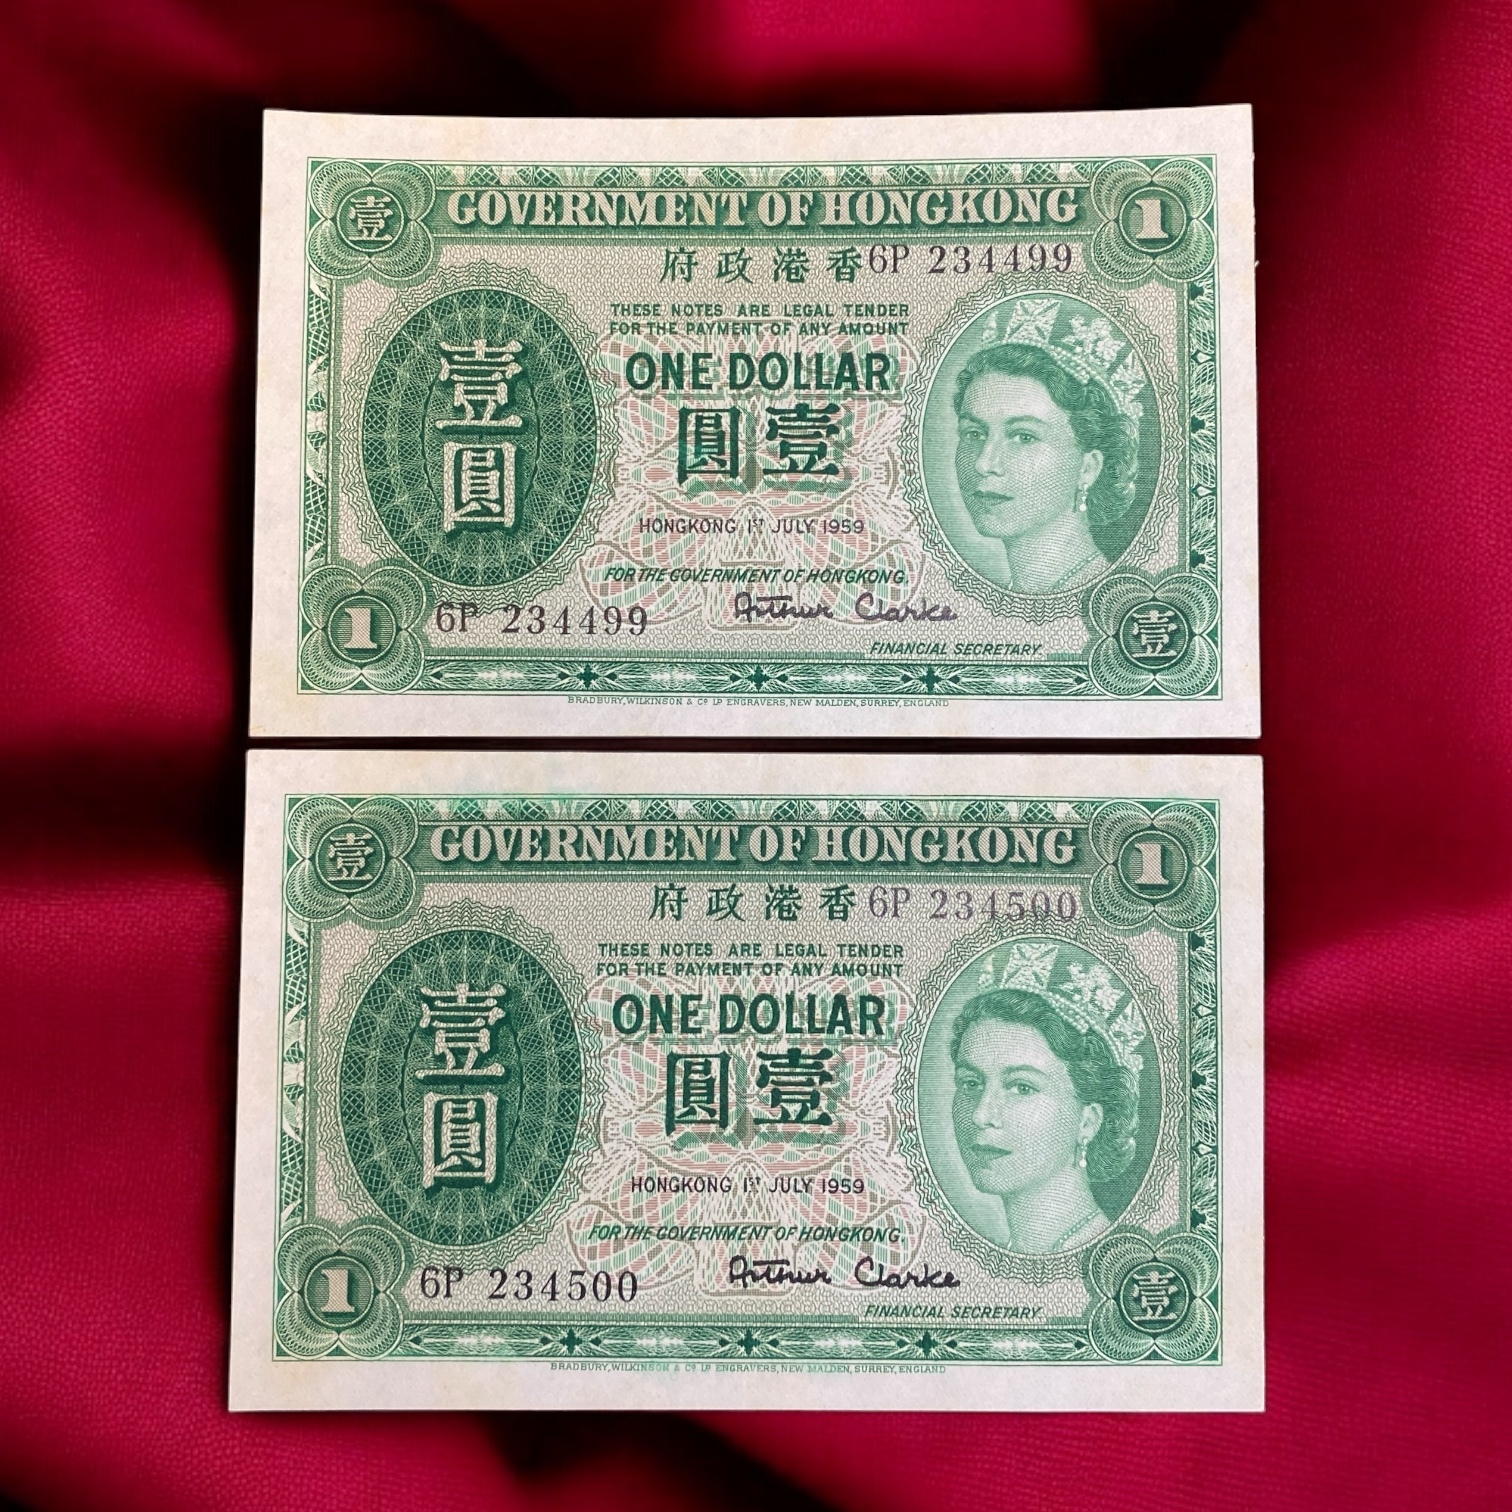 壹 GOVERNMENT OF HONGKONG 1
府政港香 6P 234499
THESE NOTES ARE LEGAL TENDER
FOR THE PAYMENT OF ANY AMOUNT
ONE DOLLAR
壹圓
圓壹
HONGKONG 1ST JULY 1959
FOR THE GOVERNMENT OF HONGKONG.
1 6P 234499 Arthur Clarke 壹
FINANCIAL SECRETARY.
BRADBURY, WILKINSON & Co LD ENGRAVERS, NEW MALDEN, SURREY, ENGLAND
壹 GOVERNMENT OF HONGKONG 1
府政港香 6P 234500
THESE NOTES ARE LEGAL TENDER
FOR THE PAYMENT OF ANY AMOUNT
ONE DOLLAR
壹圓
圓壹
HONGKONG 1ST JULY 1959
FOR THE GOVERNMENT OF HONGKONG.
1 6P 234500 Arthur Clarke 壹
FINANCIAL SECRETARY.
BRADBURY, WILKINSON & Co LD ENGRAVERS, NEW MALDEN, SURREY, ENGLAND